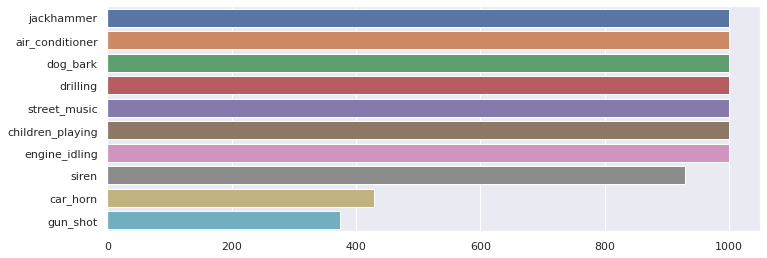 jackhammer
air_conditioner
dog_bark
drilling
street_music
children_playing
engine_idling
siren
car_horn
gun_shot
0 200 400 600 800 1000